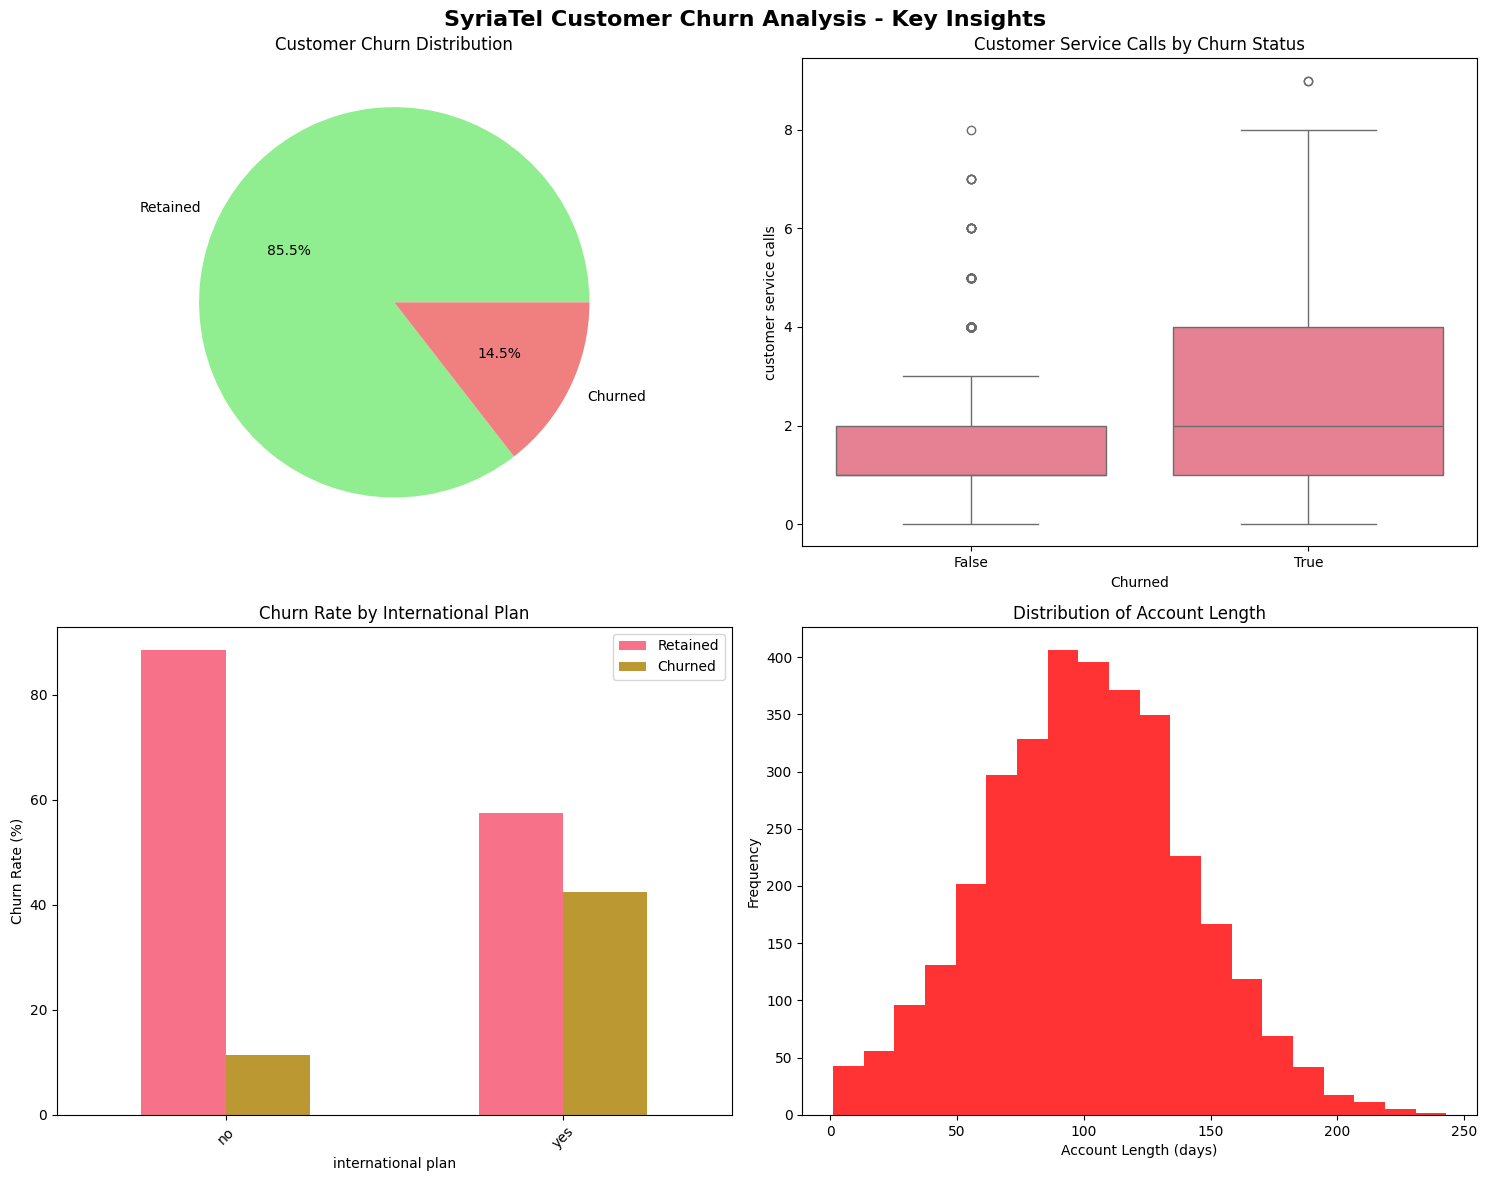 SyriaTel Customer Churn Analysis - Key Insights
Customer Churn Distribution
Retained
85.5%
14.5%
Churned
Customer Service Calls by Churn Status
customer service calls
8
6
4
2
0
False
True
Churned
Churn Rate by International Plan
Retained
Churned
Churn Rate (%)
80
60
40
20
0
no
yes
international plan
Distribution of Account Length
Frequency
400
350
300
250
200
150
100
50
0
0
50
100
150
200
250
Account Length (days)